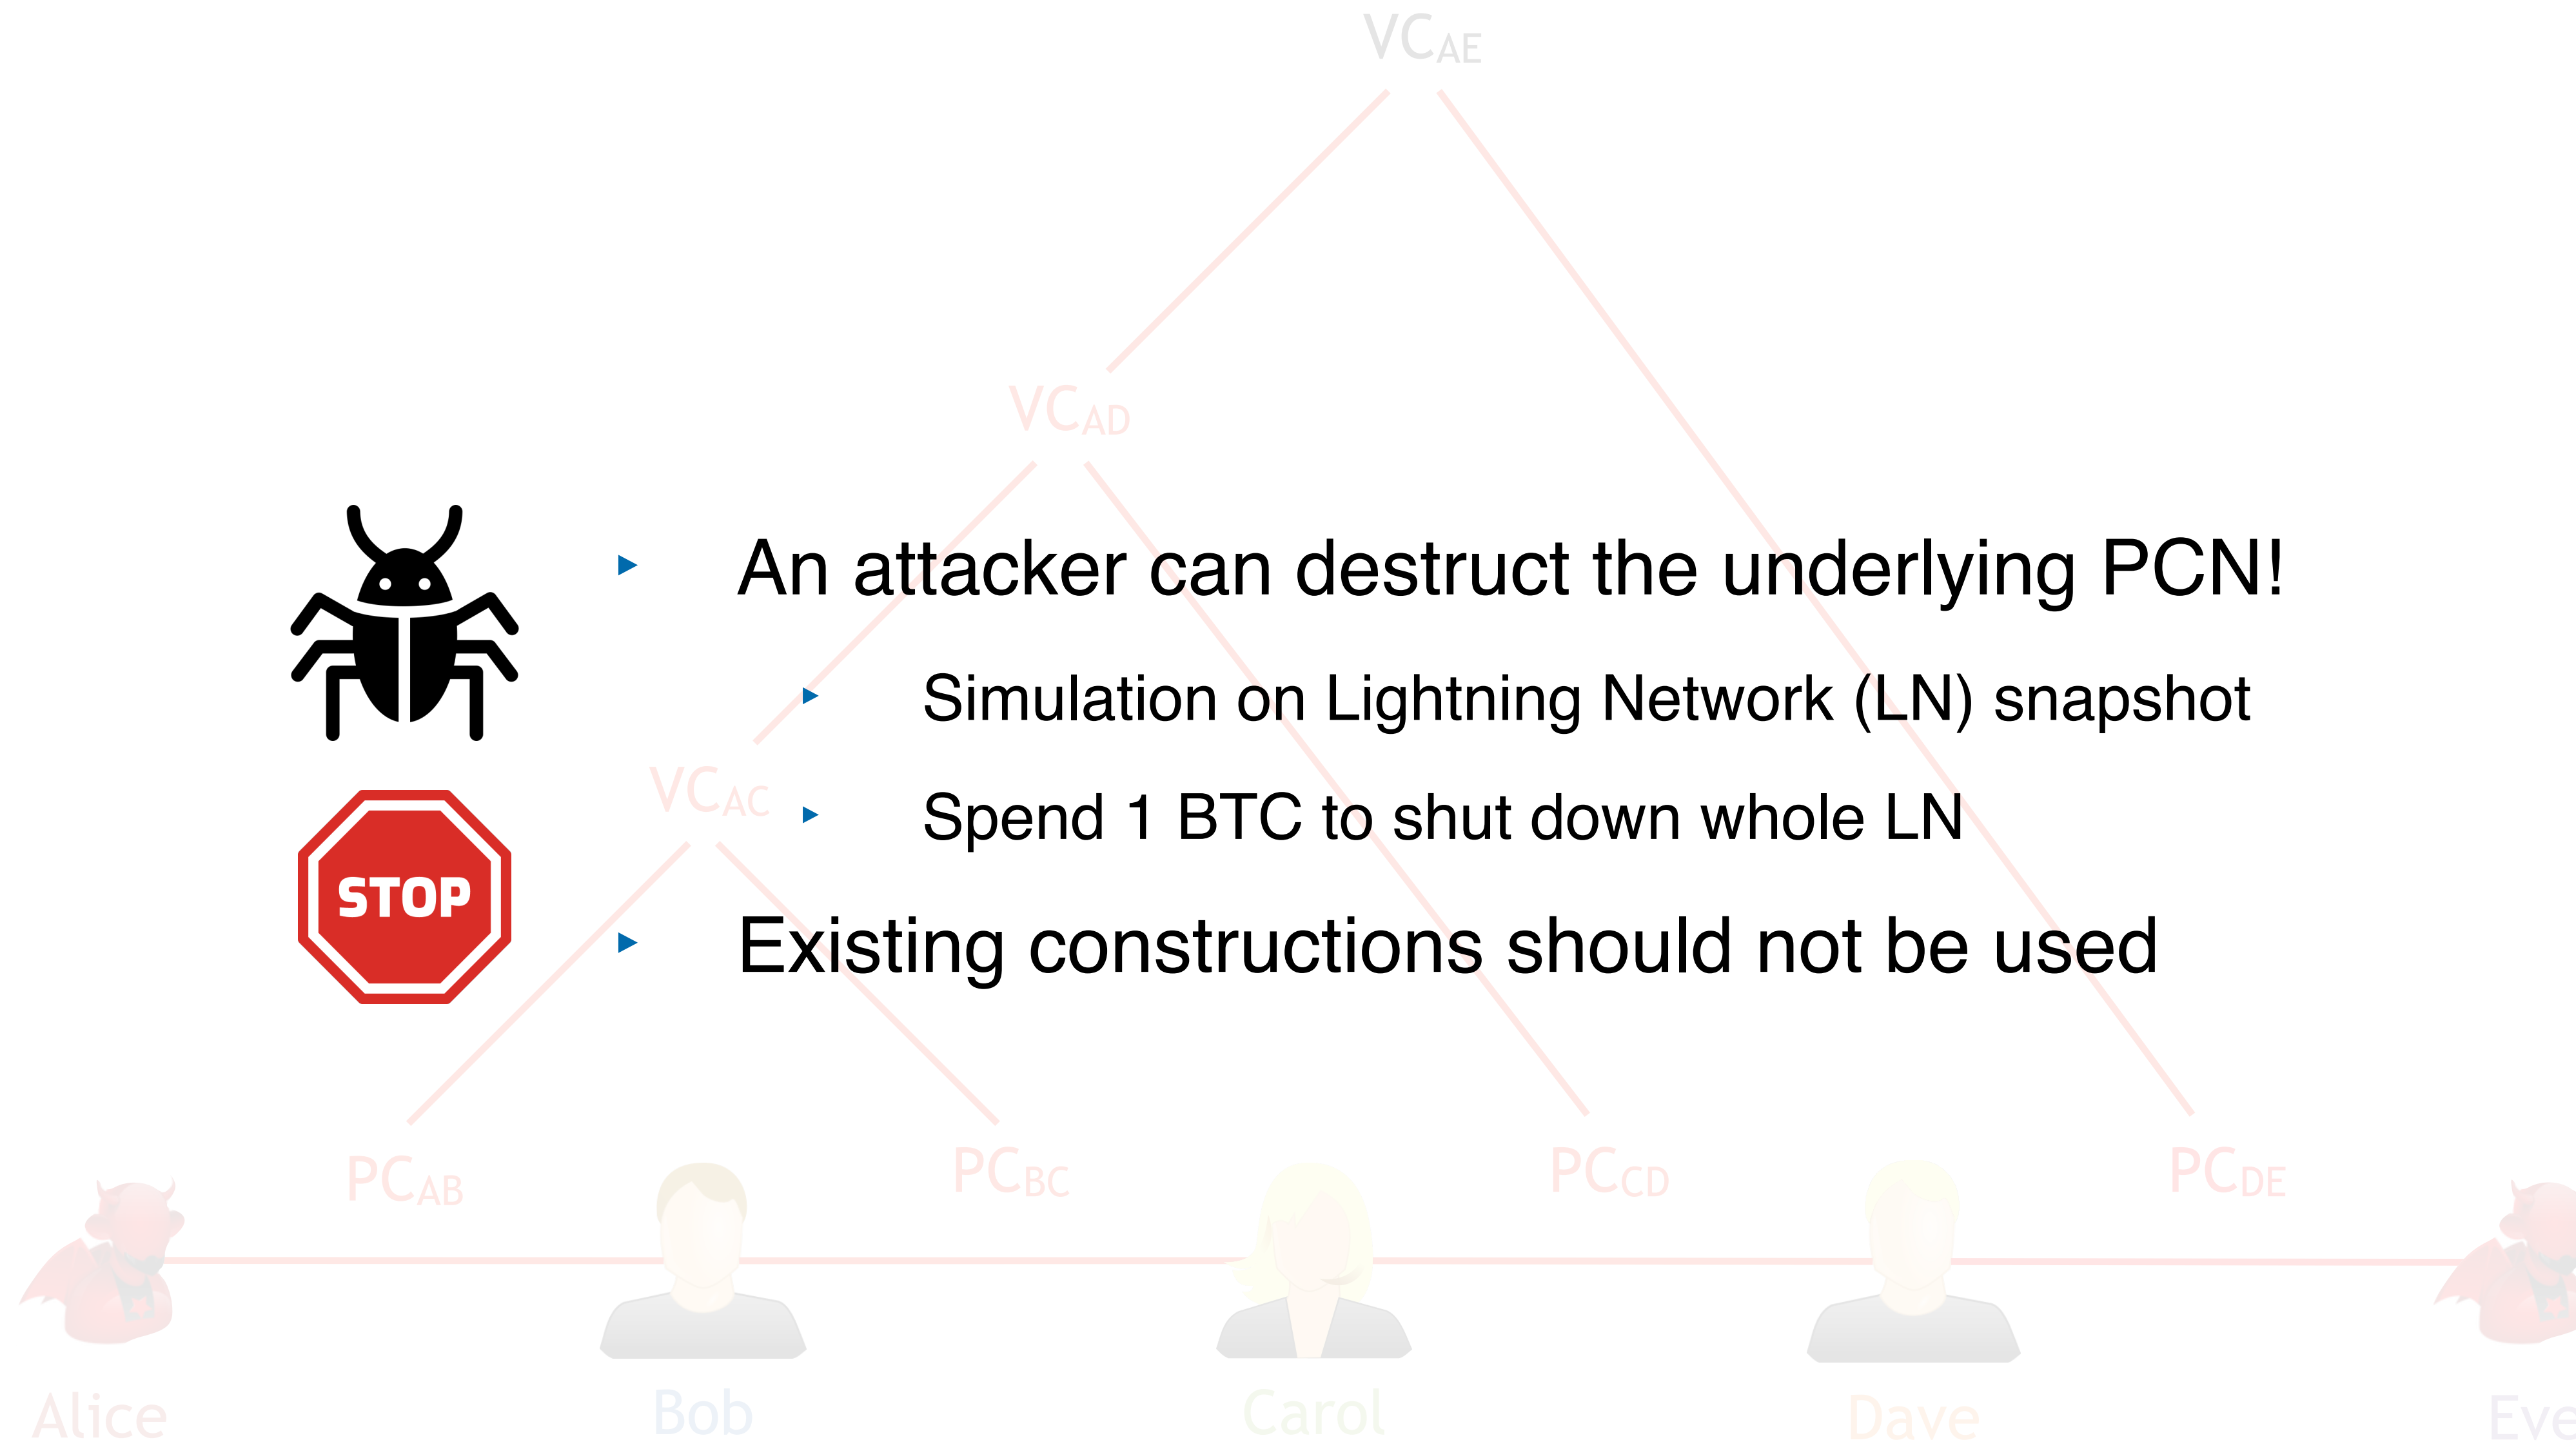 VCAE
VCAD
An attacker can destruct the underlying PCN!
Simulation on Lightning Network (LN) snapshot
VCAC
Spend 1 BTC to shut down whole LN
STOP
Existing constructions should not be used
PCAB
PCBC
PCCD
PCDE
Alice
Bob
Carol
Dave
Eve